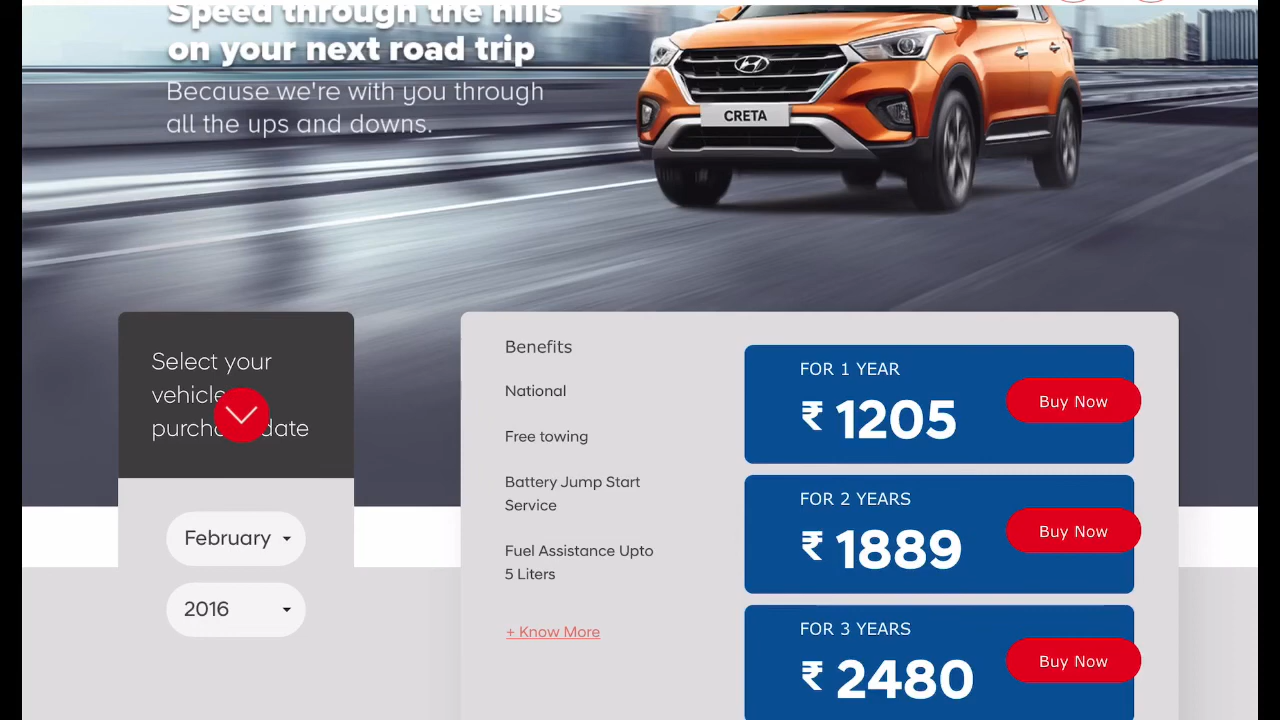 Speed through the hills
on your next road trip
Because we're with you through
all the ups and downs.
CRETA
Select your
vehicle
purcha date
February
2016
Benefits
National
Free towing
Battery Jump Start
Service
Fuel Assistance Upto
5 Liters
+ Know More
FOR 1 YEAR
₹ 1205
Buy Now
FOR 2 YEARS
₹ 1889
Buy Now
FOR 3 YEARS
₹ 2480
Buy Now